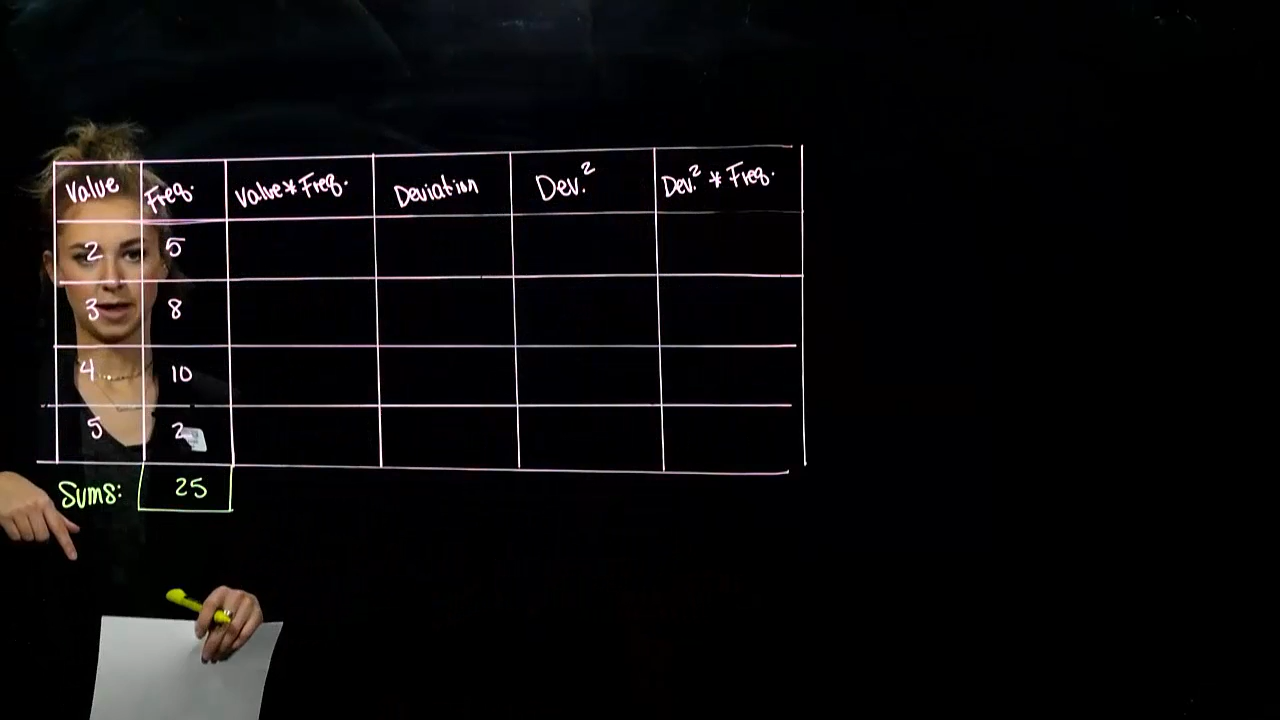 Value Freq. Value*Freq. Deviation Dev.² Dev.² * Freq.
2 5
3 8
4 10
5 2
Sums: 25